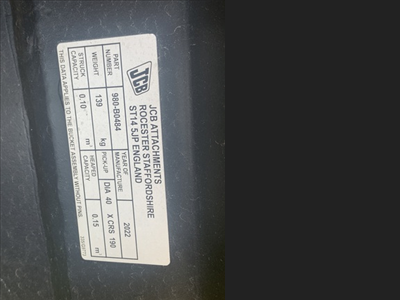 JCB
JCB ATTACHMENTS
ROCESTER STAFFORDSHIRE
ST14 5JP ENGLAND
PART NUMBER 980-B0484 YEAR OF MANUFACTURE 2022
WEIGHT 139 kg PICK-UP DIA 40 X CRS 190
STRUCK CAPACITY 0.10 m³ HEAPED CAPACITY 0.15 m³
THIS DATA APPLIES TO THE BUCKET ASSEMBLY WITHOUT PINS